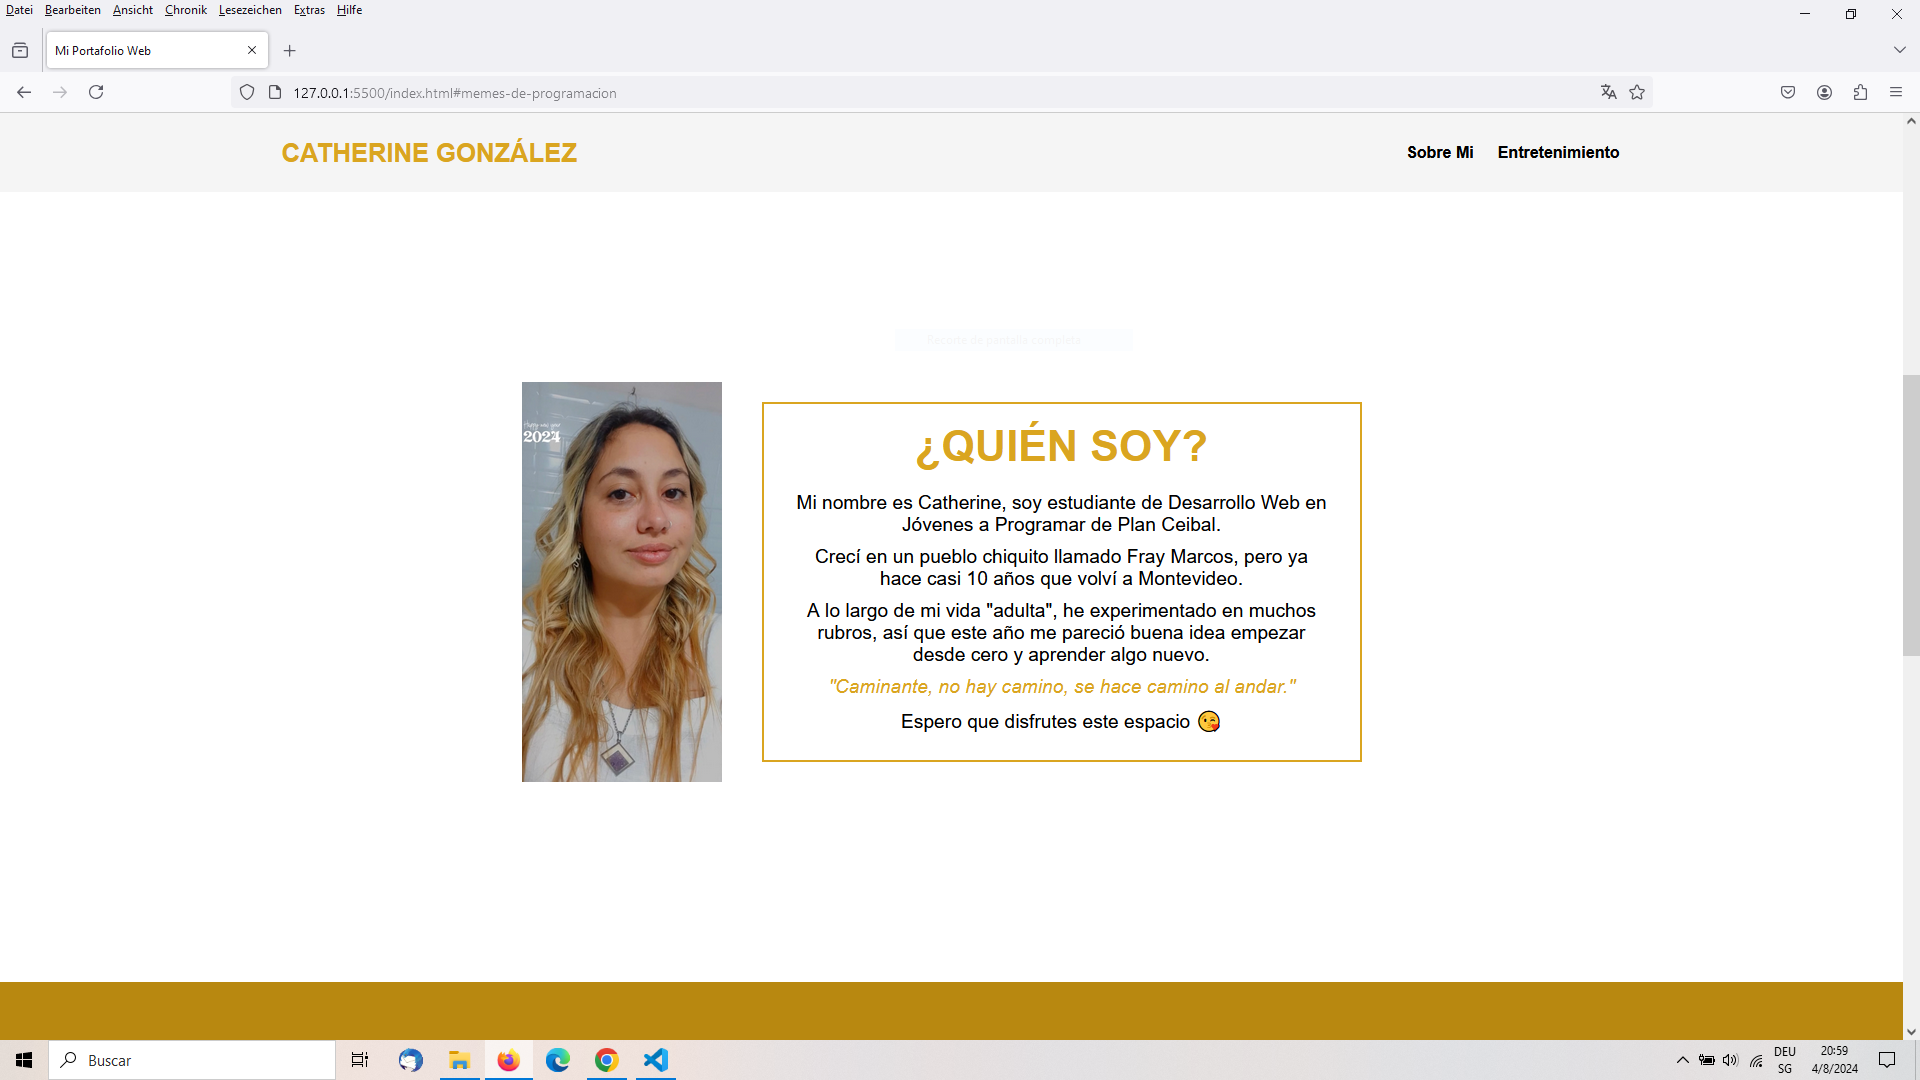 Datei Bearbeiten Ansicht Chronik Lesezeichen Extras Hilfe
Mi Portafolio Web
127.0.0.1:5500/index.html#memes-de-programacion
CATHERINE GONZÁLEZ
Sobre Mi Entretenimiento
Recorte de pantalla completa
Happy new year
2024
¿QUIÉN SOY?
Mi nombre es Catherine, soy estudiante de Desarrollo Web en
Jóvenes a Programar de Plan Ceibal.
Crecí en un pueblo chiquito llamado Fray Marcos, pero ya
hace casi 10 años que volví a Montevideo.
A lo largo de mi vida "adulta", he experimentado en muchos
rubros, así que este año me pareció buena idea empezar
desde cero y aprender algo nuevo.
"Caminante, no hay camino, se hace camino al andar."
Espero que disfrutes este espacio 😘
Buscar
DEU
SG
20:59
4/8/2024